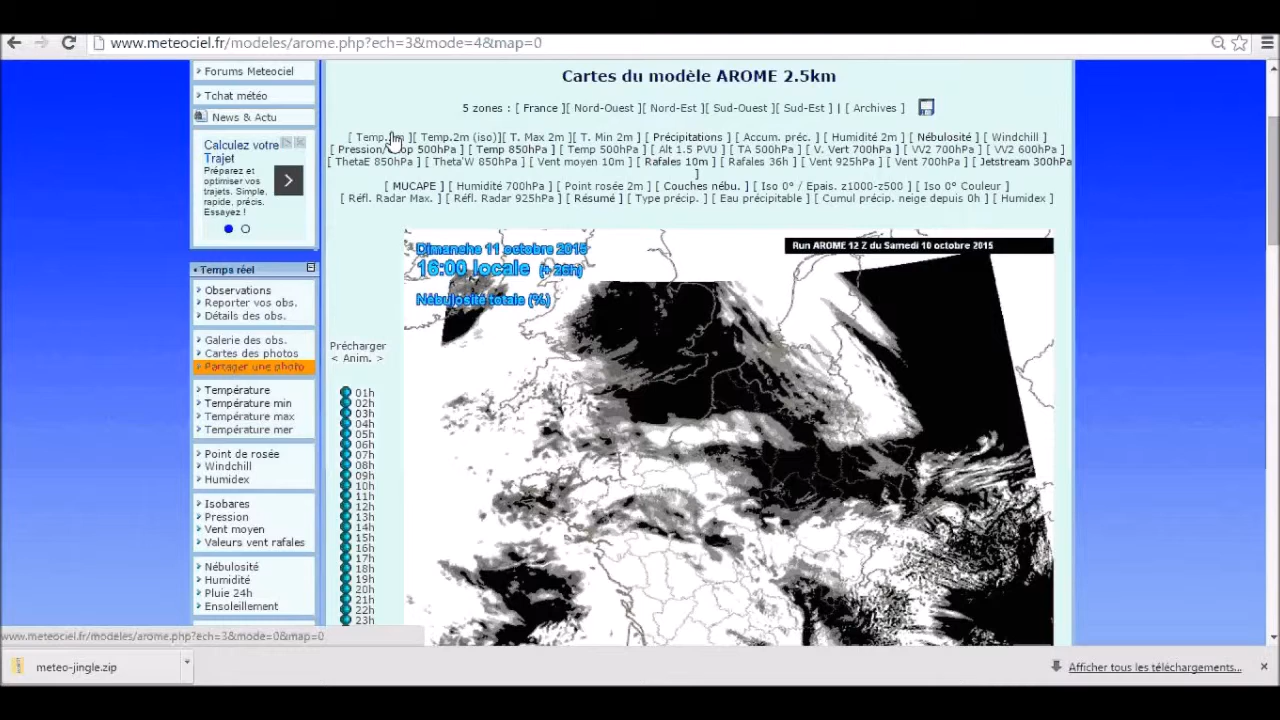 www.meteociel.fr/modeles/arome.php?ech=3&mode=4&map=0
Forums Meteociel
Tchat météo
News & Actu
Calculez votre
Trajet
Préparez et
optimisez vos
trajets. Simple,
rapide, précis.
Essayez !
Temps réel
Observations
Reporter vos obs.
Détails des obs.
Galerie des obs.
Cartes des photos
Partager une photo
Température
Température min
Température max
Température mer
Point de rosée
Windchill
Humidex
Isobares
Pression
Vent moyen
Valeurs vent rafales
Nébulosité
Humidité
Pluie 24h
Ensoleillement
Cartes du modèle AROME 2.5km
5 zones : [ France ][ Nord-Ouest ][ Nord-Est ][ Sud-Ouest ][ Sud-Est ] | [ Archives ]
[ Temp.2m ][ Temp.2m (iso)][ T. Max 2m ][ T. Min 2m ] [ Précipitations ] [ Accum. préc. ] [ Humidité 2m ] [ Nébulosité ] [ Windchill ]
[ Pression/ 500hPa ] [ Temp 850hPa ] [ Temp 500hPa ] [ Alt 1.5 PVU ] [ TA 500hPa ] [ V. Vert 700hPa ] [ VV2 700hPa ] [ VV2 600hPa ]
[ ThetaE 850hPa ] [ Theta'W 850hPa ] [ Vent moyen 10m ] [ Rafales 10m ] [ Rafales 36h ] [ Vent 925hPa ] [ Vent 700hPa ] [ Jetstream 300hPa
]
[ MUCAPE ] [ Humidité 700hPa ] [ Point rosée 2m ] [ Couches nébu. ] [ Iso 0° / Epais. z1000-z500 ] [ Iso 0° Couleur ]
[ Réfl. Radar Max. ] [ Réfl. Radar 925hPa ] [ Résumé ] [ Type précip. ] [ Eau précipitable ] [ Cumul précip. neige depuis 0h ] [ Humidex ]
Dimanche 11 octobre 2015
16:00 locale (+ 26h)
Nébulosité totale (%)
Run AROME 12 Z du Samedi 10 octobre 2015
Précharger
< Anim. >
01h
02h
03h
04h
05h
06h
07h
08h
09h
10h
11h
12h
13h
14h
15h
16h
17h
18h
19h
20h
21h
22h
23h
www.meteociel.fr/modeles/arome.php?ech=3&mode=0&map=0
meteo-jingle.zip
Afficher tous les téléchargements...